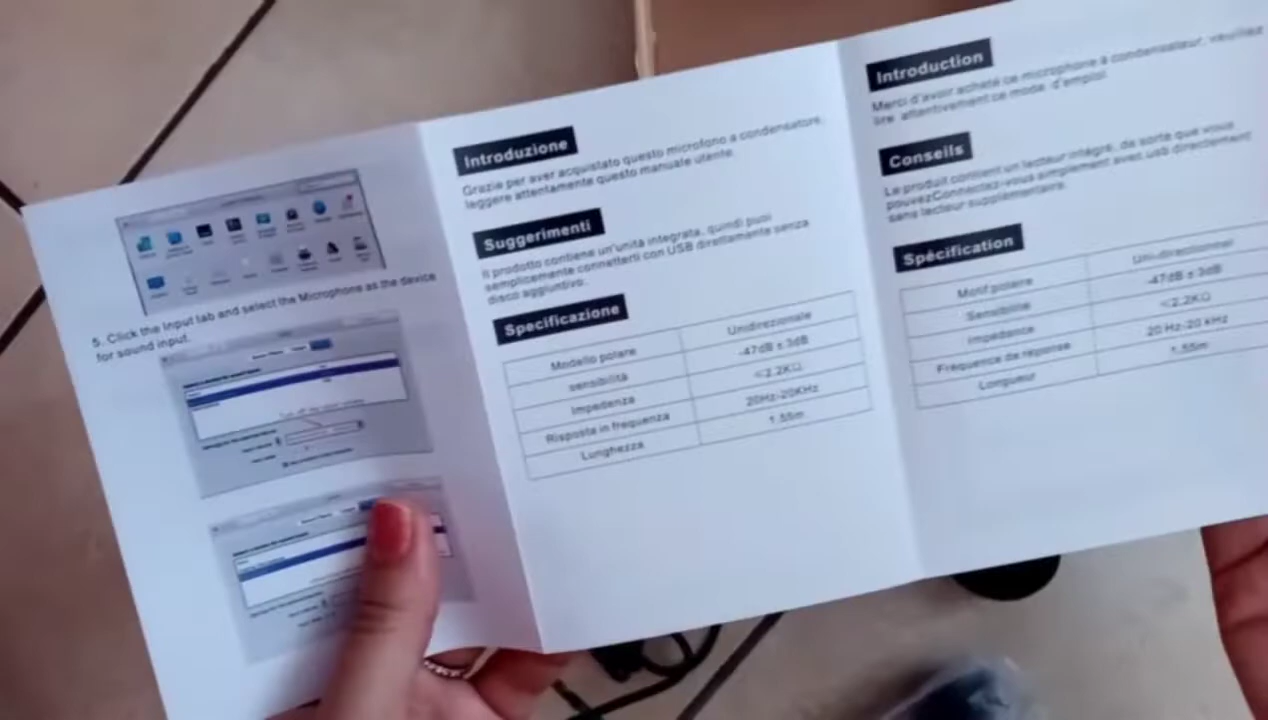 5. Click the Input tab and select the Microphone as the device
for sound input.
Introduzione
Grazie per aver acquistato questo microfono a condensatore,
leggere attentamente questo manuale utente.
Suggerimenti
Il prodotto contiene un'unità integrata, quindi puoi
semplicemente connetterti con USB direttamente senza
disco aggiuntivo.
Specificazione
Modello polare Unidirezionale
sensibilità -47dB ± 3dB
Impedenza ≤2.2KΩ
Risposta in frequenza 20Hz-20KHz
Lunghezza 1.55m
Introduction
Merci d'avoir acheté ce microphone à condensateur, veuillez
lire attentivement ce mode d'emploi
Conseils
Le produit contient un lecteur intégré, de sorte que vous
pouvezConnectez-vous simplement avec usb directement
sans lecteur supplémentaire.
Spécification
Motif polaire Uni-directionnel
Sensibilité -47dB ± 3dB
Impedance ≤2.2KΩ
Fréquence de réponse 20 Hz-20 kHz
Longueur 1.55m